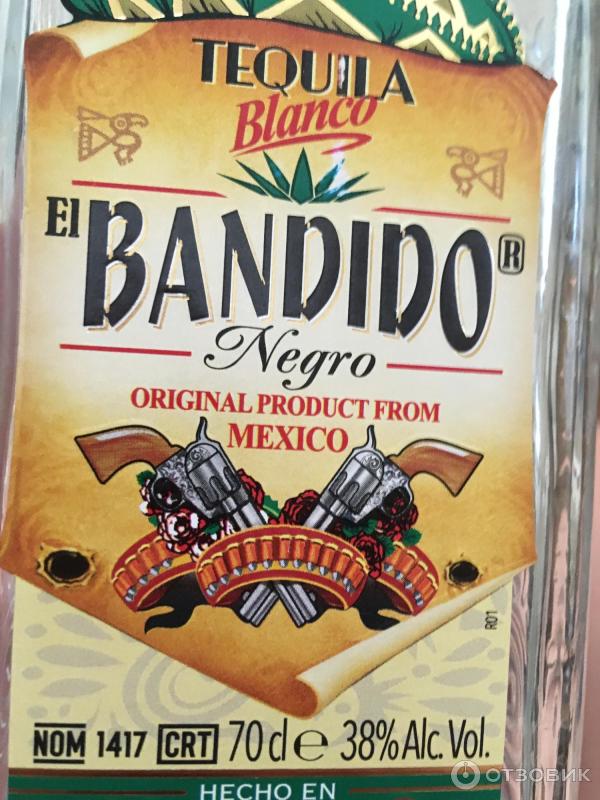 TEQUILA
Blanco
El BANDIDO®
Negro
ORIGINAL PRODUCT FROM
MEXICO
R01
NOM 1417 CRT 70 cl e 38% Alc. Vol.
HECHO EN
ОТЗОВИК